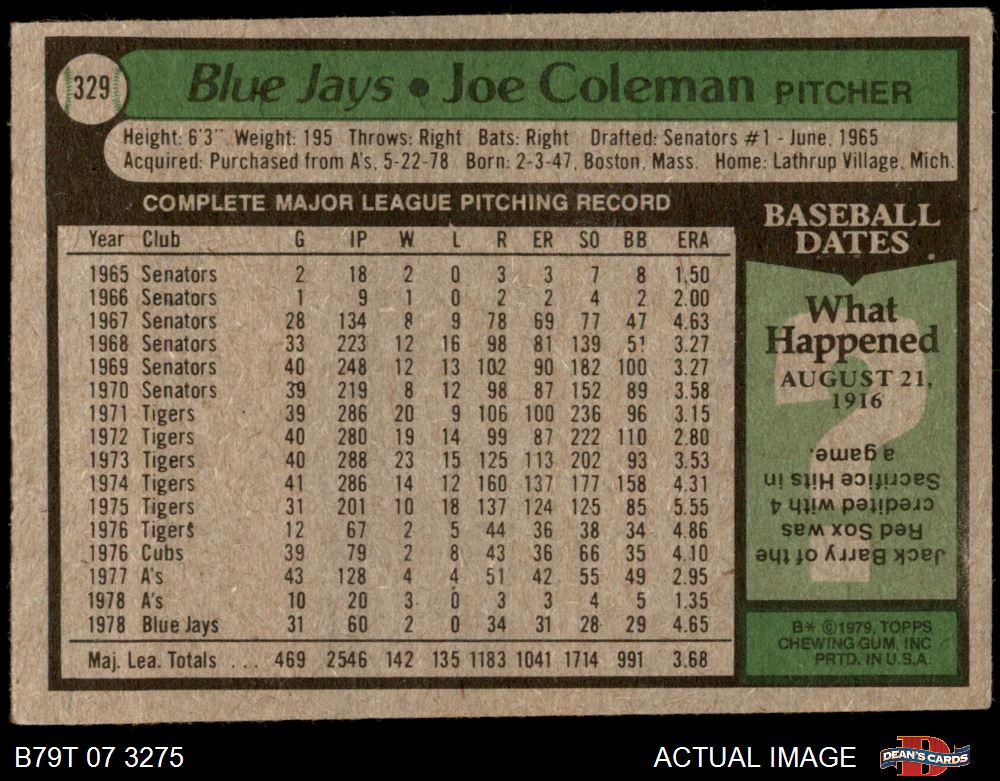 329 Blue Jays • Joe Coleman PITCHER
Height: 6'3" Weight: 195 Throws: Right Bats: Right Drafted: Senators #1 - June, 1965
Acquired: Purchased from A's, 5-22-78 Born: 2-3-47, Boston, Mass. Home: Lathrup Village, Mich.
COMPLETE MAJOR LEAGUE PITCHING RECORD
Year Club G IP W L R ER SO BB ERA
1965 Senators 2 18 2 0 3 3 7 8 1.50
1966 Senators 1 9 1 0 2 2 4 2 2.00
1967 Senators 28 134 8 9 78 69 77 47 4.63
1968 Senators 33 223 12 16 98 81 139 51 3.27
1969 Senators 40 248 12 13 102 90 182 100 3.27
1970 Senators 39 219 8 12 98 87 152 89 3.58
1971 Tigers 39 286 20 9 106 100 236 96 3.15
1972 Tigers 40 280 19 14 99 87 222 110 2.80
1973 Tigers 40 288 23 15 125 113 202 93 3.53
1974 Tigers 41 286 14 12 160 137 177 158 4.31
1975 Tigers 31 201 10 18 137 124 125 85 5.55
1976 Tigers 12 67 2 5 44 36 38 34 4.86
1976 Cubs 39 79 2 8 43 36 66 35 4.10
1977 A's 43 128 4 4 51 42 55 49 2.95
1978 A's 10 20 3 0 3 3 4 5 1.35
1978 Blue Jays 31 60 2 0 34 31 28 29 4.65
Maj. Lea. Totals ... 469 2546 142 135 1183 1041 1714 991 3.68
BASEBALL
DATES
What
Happened
AUGUST 21,
1916
Jack Barry of the
Red Sox was
credited with 4
Sacrifice Hits in
a game.
B* ©1979, TOPPS
CHEWING GUM, INC
PRTD. IN U.S.A.
B79T 07 3275
ACTUAL IMAGE
DEAN'S CARDS